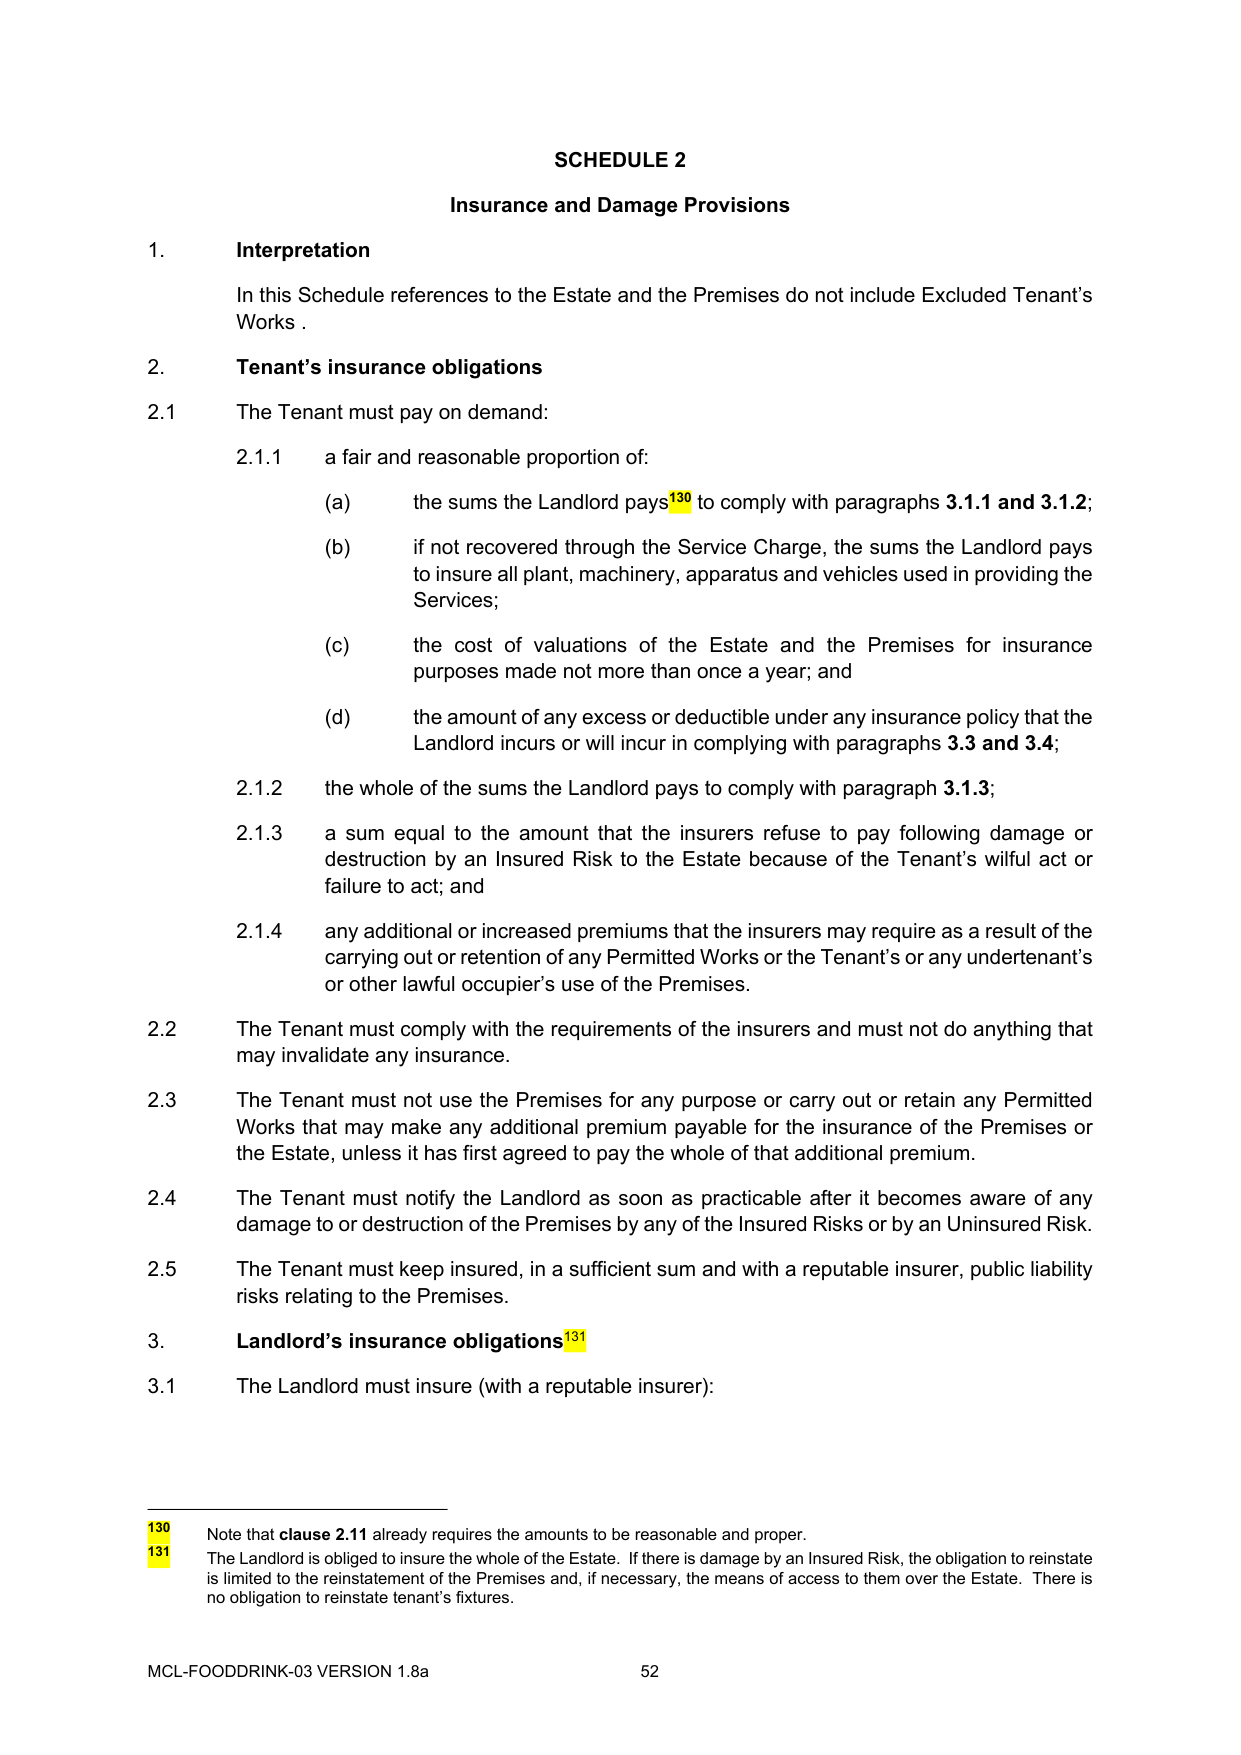 SCHEDULE 2
Insurance and Damage Provisions
1. Interpretation
In this Schedule references to the Estate and the Premises do not include Excluded Tenant’s
Works .
2. Tenant’s insurance obligations
2.1 The Tenant must pay on demand:
2.1.1 a fair and reasonable proportion of:
(a) the sums the Landlord pays130 to comply with paragraphs 3.1.1 and 3.1.2;
(b) if not recovered through the Service Charge, the sums the Landlord pays
to insure all plant, machinery, apparatus and vehicles used in providing the
Services;
(c) the cost of valuations of the Estate and the Premises for insurance
purposes made not more than once a year; and
(d) the amount of any excess or deductible under any insurance policy that the
Landlord incurs or will incur in complying with paragraphs 3.3 and 3.4;
2.1.2 the whole of the sums the Landlord pays to comply with paragraph 3.1.3;
2.1.3 a sum equal to the amount that the insurers refuse to pay following damage or
destruction by an Insured Risk to the Estate because of the Tenant’s wilful act or
failure to act; and
2.1.4 any additional or increased premiums that the insurers may require as a result of the
carrying out or retention of any Permitted Works or the Tenant’s or any undertenant’s
or other lawful occupier’s use of the Premises.
2.2 The Tenant must comply with the requirements of the insurers and must not do anything that
may invalidate any insurance.
2.3 The Tenant must not use the Premises for any purpose or carry out or retain any Permitted
Works that may make any additional premium payable for the insurance of the Premises or
the Estate, unless it has first agreed to pay the whole of that additional premium.
2.4 The Tenant must notify the Landlord as soon as practicable after it becomes aware of any
damage to or destruction of the Premises by any of the Insured Risks or by an Uninsured Risk.
2.5 The Tenant must keep insured, in a sufficient sum and with a reputable insurer, public liability
risks relating to the Premises.
3. Landlord’s insurance obligations131
3.1 The Landlord must insure (with a reputable insurer):
130 Note that clause 2.11 already requires the amounts to be reasonable and proper.
131 The Landlord is obliged to insure the whole of the Estate. If there is damage by an Insured Risk, the obligation to reinstate
is limited to the reinstatement of the Premises and, if necessary, the means of access to them over the Estate. There is
no obligation to reinstate tenant’s fixtures.
MCL-FOODDRINK-03 VERSION 1.8a 52